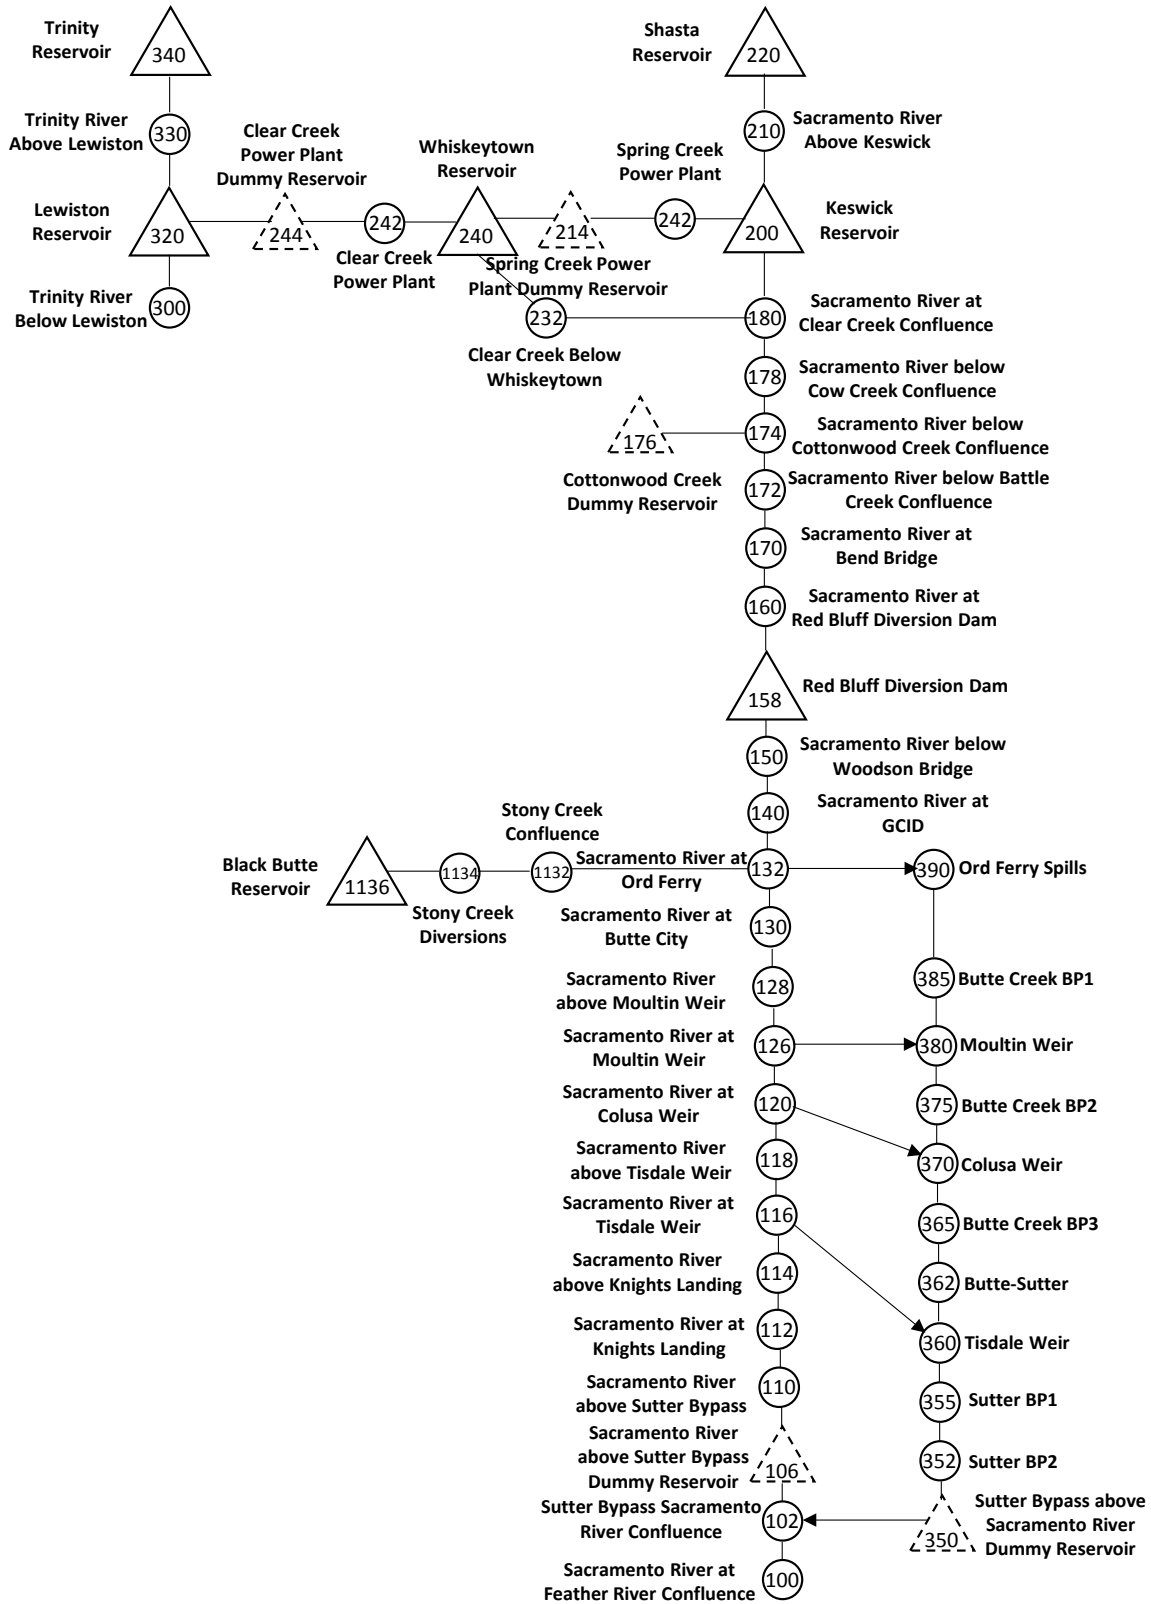 Trinity
Reservoir
340
Shasta
Reservoir
220
Trinity River
Above Lewiston
330
Clear Creek
Power Plant
Dummy Reservoir
Whiskeytown
Reservoir
Spring Creek
Power Plant
210
Sacramento River
Above Keswick
Lewiston
Reservoir
320
244
242
Clear Creek
Power Plant
240
214
Spring Creek Power
Plant Dummy Reservoir
242
200
Keswick
Reservoir
Trinity River
Below Lewiston
300
232
Clear Creek Below
Whiskeytown
180
Sacramento River at
Clear Creek Confluence
178
Sacramento River below
Cow Creek Confluence
176
Cottonwood Creek
Dummy Reservoir
174
Sacramento River below
Cottonwood Creek Confluence
172
Sacramento River below Battle
Creek Confluence
170
Sacramento River at
Bend Bridge
160
Sacramento River at
Red Bluff Diversion Dam
158
Red Bluff Diversion Dam
150
Sacramento River below
Woodson Bridge
140
Sacramento River at
GCID
Black Butte
Reservoir
1136
1134
Stony Creek
Diversions
Stony Creek
Confluence
1132
Sacramento River at
Ord Ferry
132
390
Ord Ferry Spills
Sacramento River at
Butte City
130
Sacramento River
above Moultin Weir
128
385
Butte Creek BP1
Sacramento River at
Moultin Weir
126
380
Moultin Weir
Sacramento River at
Colusa Weir
120
375
Butte Creek BP2
Sacramento River
above Tisdale Weir
118
370
Colusa Weir
Sacramento River at
Tisdale Weir
116
365
Butte Creek BP3
Sacramento River
above Knights Landing
114
362
Butte-Sutter
Sacramento River at
Knights Landing
112
360
Tisdale Weir
Sacramento River
above Sutter Bypass
110
355
Sutter BP1
Sacramento River
above Sutter Bypass
Dummy Reservoir
106
352
Sutter BP2
Sutter Bypass Sacramento
River Confluence
102
350
Sutter Bypass above
Sacramento River
Dummy Reservoir
Sacramento River at
Feather River Confluence
100